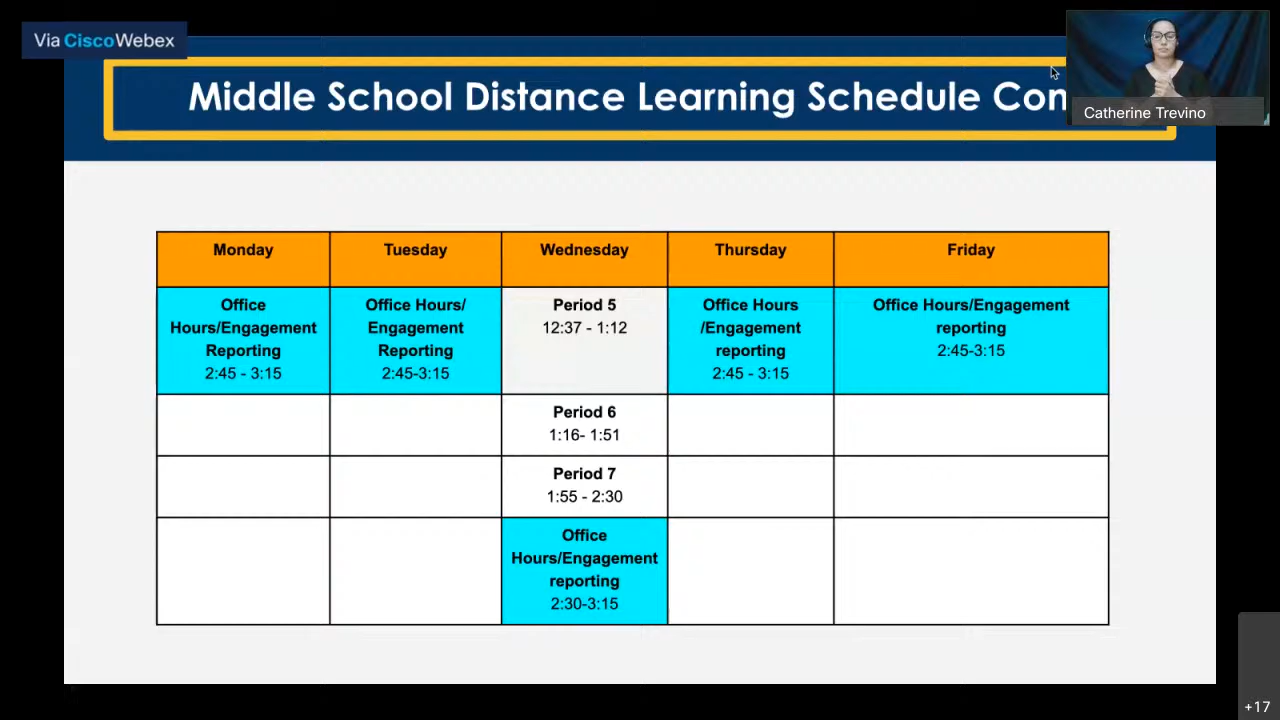 Via CiscoWebex
Middle School Distance Learning Schedule Con
Catherine Trevino
Monday
Tuesday
Wednesday
Thursday
Friday
Office
Hours/Engagement
Reporting
2:45 - 3:15
Office Hours/
Engagement
Reporting
2:45-3:15
Period 5
12:37 - 1:12
Office Hours
/Engagement
reporting
2:45 - 3:15
Office Hours/Engagement
reporting
2:45-3:15
Period 6
1:16- 1:51
Period 7
1:55 - 2:30
Office
Hours/Engagement
reporting
2:30-3:15
+17